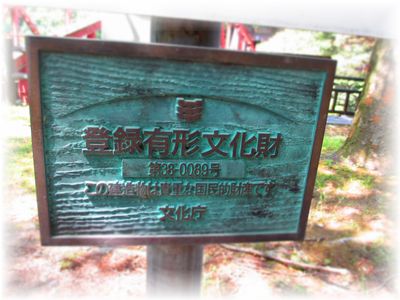 登録有形文化財
第38-0089号
この建造物は貴重な国民的財産です
文化庁